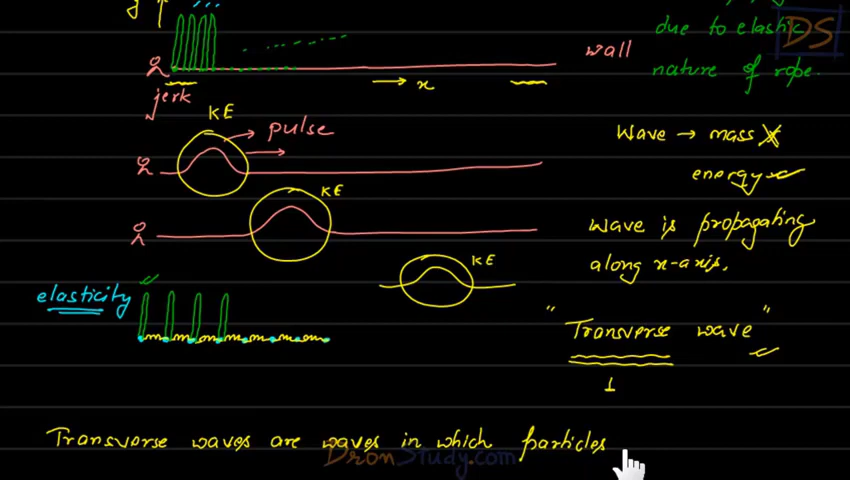 wall
due to elastic
nature of rope.
DS
x
jerk
KE
pulse
Wave → mass X
energy ✓
KE
wave is propagating
along x-axis.
KE
elasticity
"Transverse wave"
⊥
Transverse waves are waves in which particles
DronStudy.com